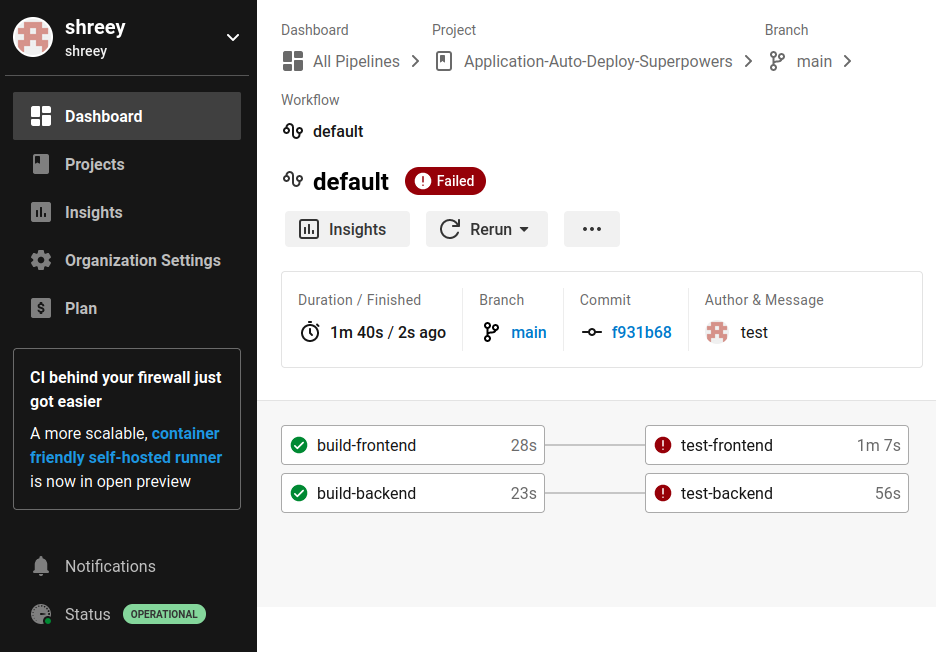 shreey
shreey
Dashboard
Projects
Insights
Organization Settings
Plan
CI behind your firewall just
got easier
A more scalable, container
friendly self-hosted runner
is now in open preview
Notifications
Status OPERATIONAL
Dashboard Project Branch
All Pipelines Application-Auto-Deploy-Superpowers main
Workflow
default
default Failed
Insights Rerun
Duration / Finished Branch Commit Author & Message
1m 40s / 2s ago main f931b68 test
build-frontend 28s test-frontend 1m 7s
build-backend 23s test-backend 56s